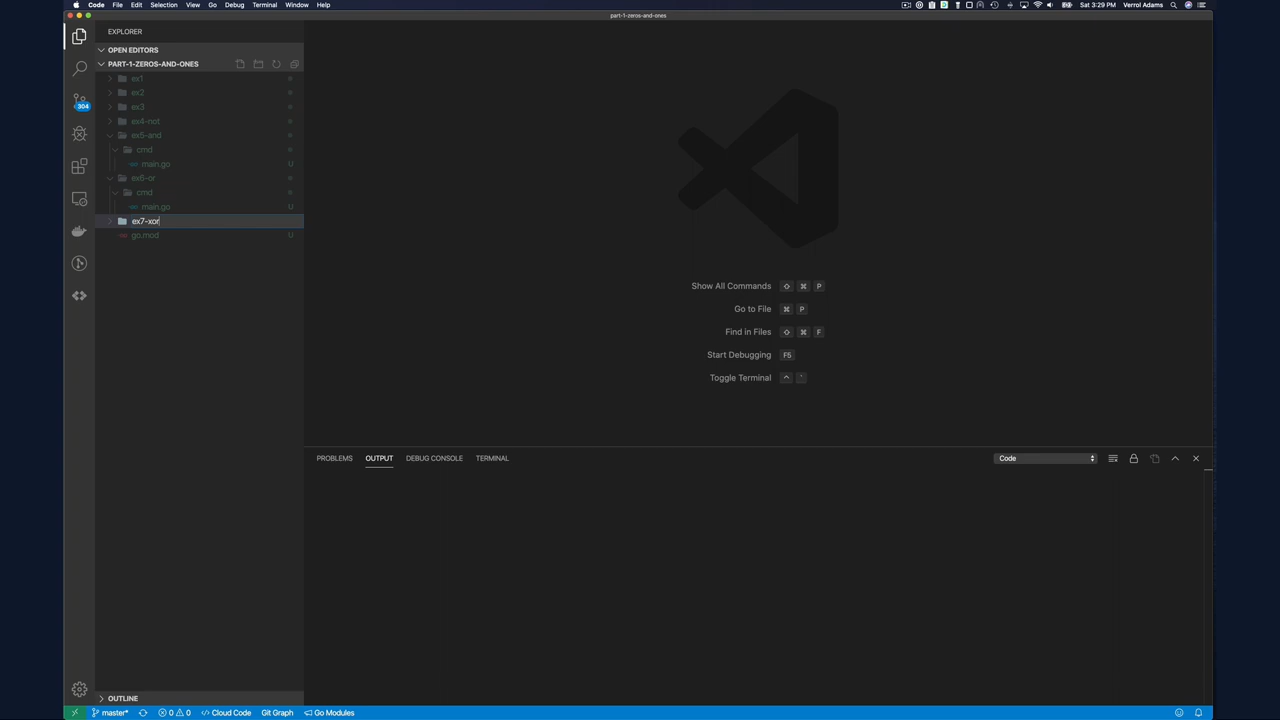 Code File Edit Selection View Go Debug Terminal Window Help
Sat 3:29 PM Verrol Adams
part-1-zeros-and-ones
EXPLORER
OPEN EDITORS
PART-1-ZEROS-AND-ONES
ex1
ex2
ex3
304
ex4-not
ex5-and
cmd
main.go U
ex6-or
cmd
main.go U
ex7-xor
go.mod U
Show All Commands ⇧ ⌘ P
Go to File ⌘ P
Find in Files ⇧ ⌘ F
Start Debugging F5
Toggle Terminal ^ `
PROBLEMS OUTPUT DEBUG CONSOLE TERMINAL
Code
OUTLINE
master* 0 0 Cloud Code Git Graph Go Modules